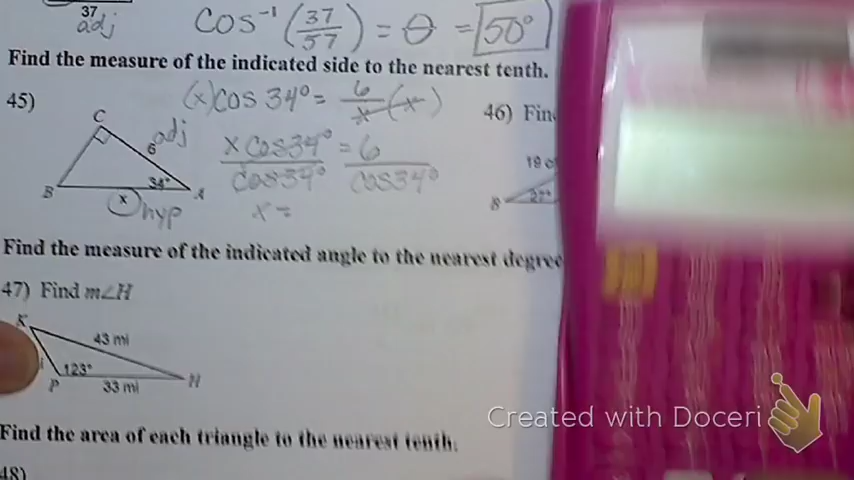 37
adj
cos⁻¹ (37/57) = θ = 50°
Find the measure of the indicated side to the nearest tenth.
45)
(x) cos 34° = 6/x (x)
46) Fin
C
6
adj
x cos 34° = 6
cos 34° cos 34°
B
34°
A
x
hyp
x =
Find the measure of the indicated angle to the nearest degree
47) Find m∠H
K
43 mi
123°
P
33 mi
H
Find the area of each triangle to the nearest tenth.
48)
Created with Doceri